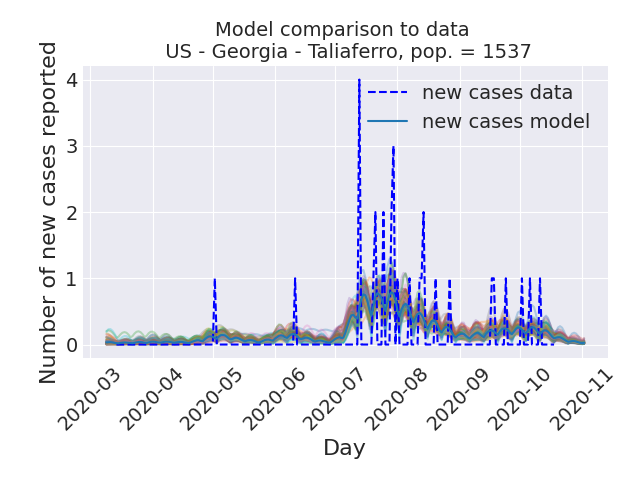 Model comparison to data
US - Georgia - Taliaferro, pop. = 1537
Number of new cases reported
4
3
2
1
0
new cases data
new cases model
2020-03
2020-04
2020-05
2020-06
2020-07
2020-08
2020-09
2020-10
2020-11
Day